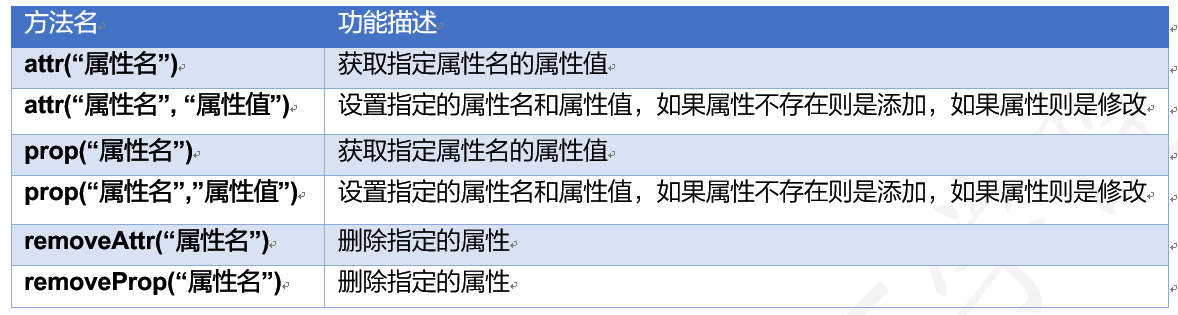 方法名 功能描述
attr(“属性名”) 获取指定属性名的属性值
attr(“属性名”, “属性值”) 设置指定的属性名和属性值，如果属性不存在则是添加，如果属性则是修改
prop(“属性名”) 获取指定属性名的属性值
prop(“属性名”,”属性值”) 设置指定的属性名和属性值，如果属性不存在则是添加，如果属性则是修改
removeAttr(“属性名”) 删除指定的属性
removeProp(“属性名”) 删除指定的属性